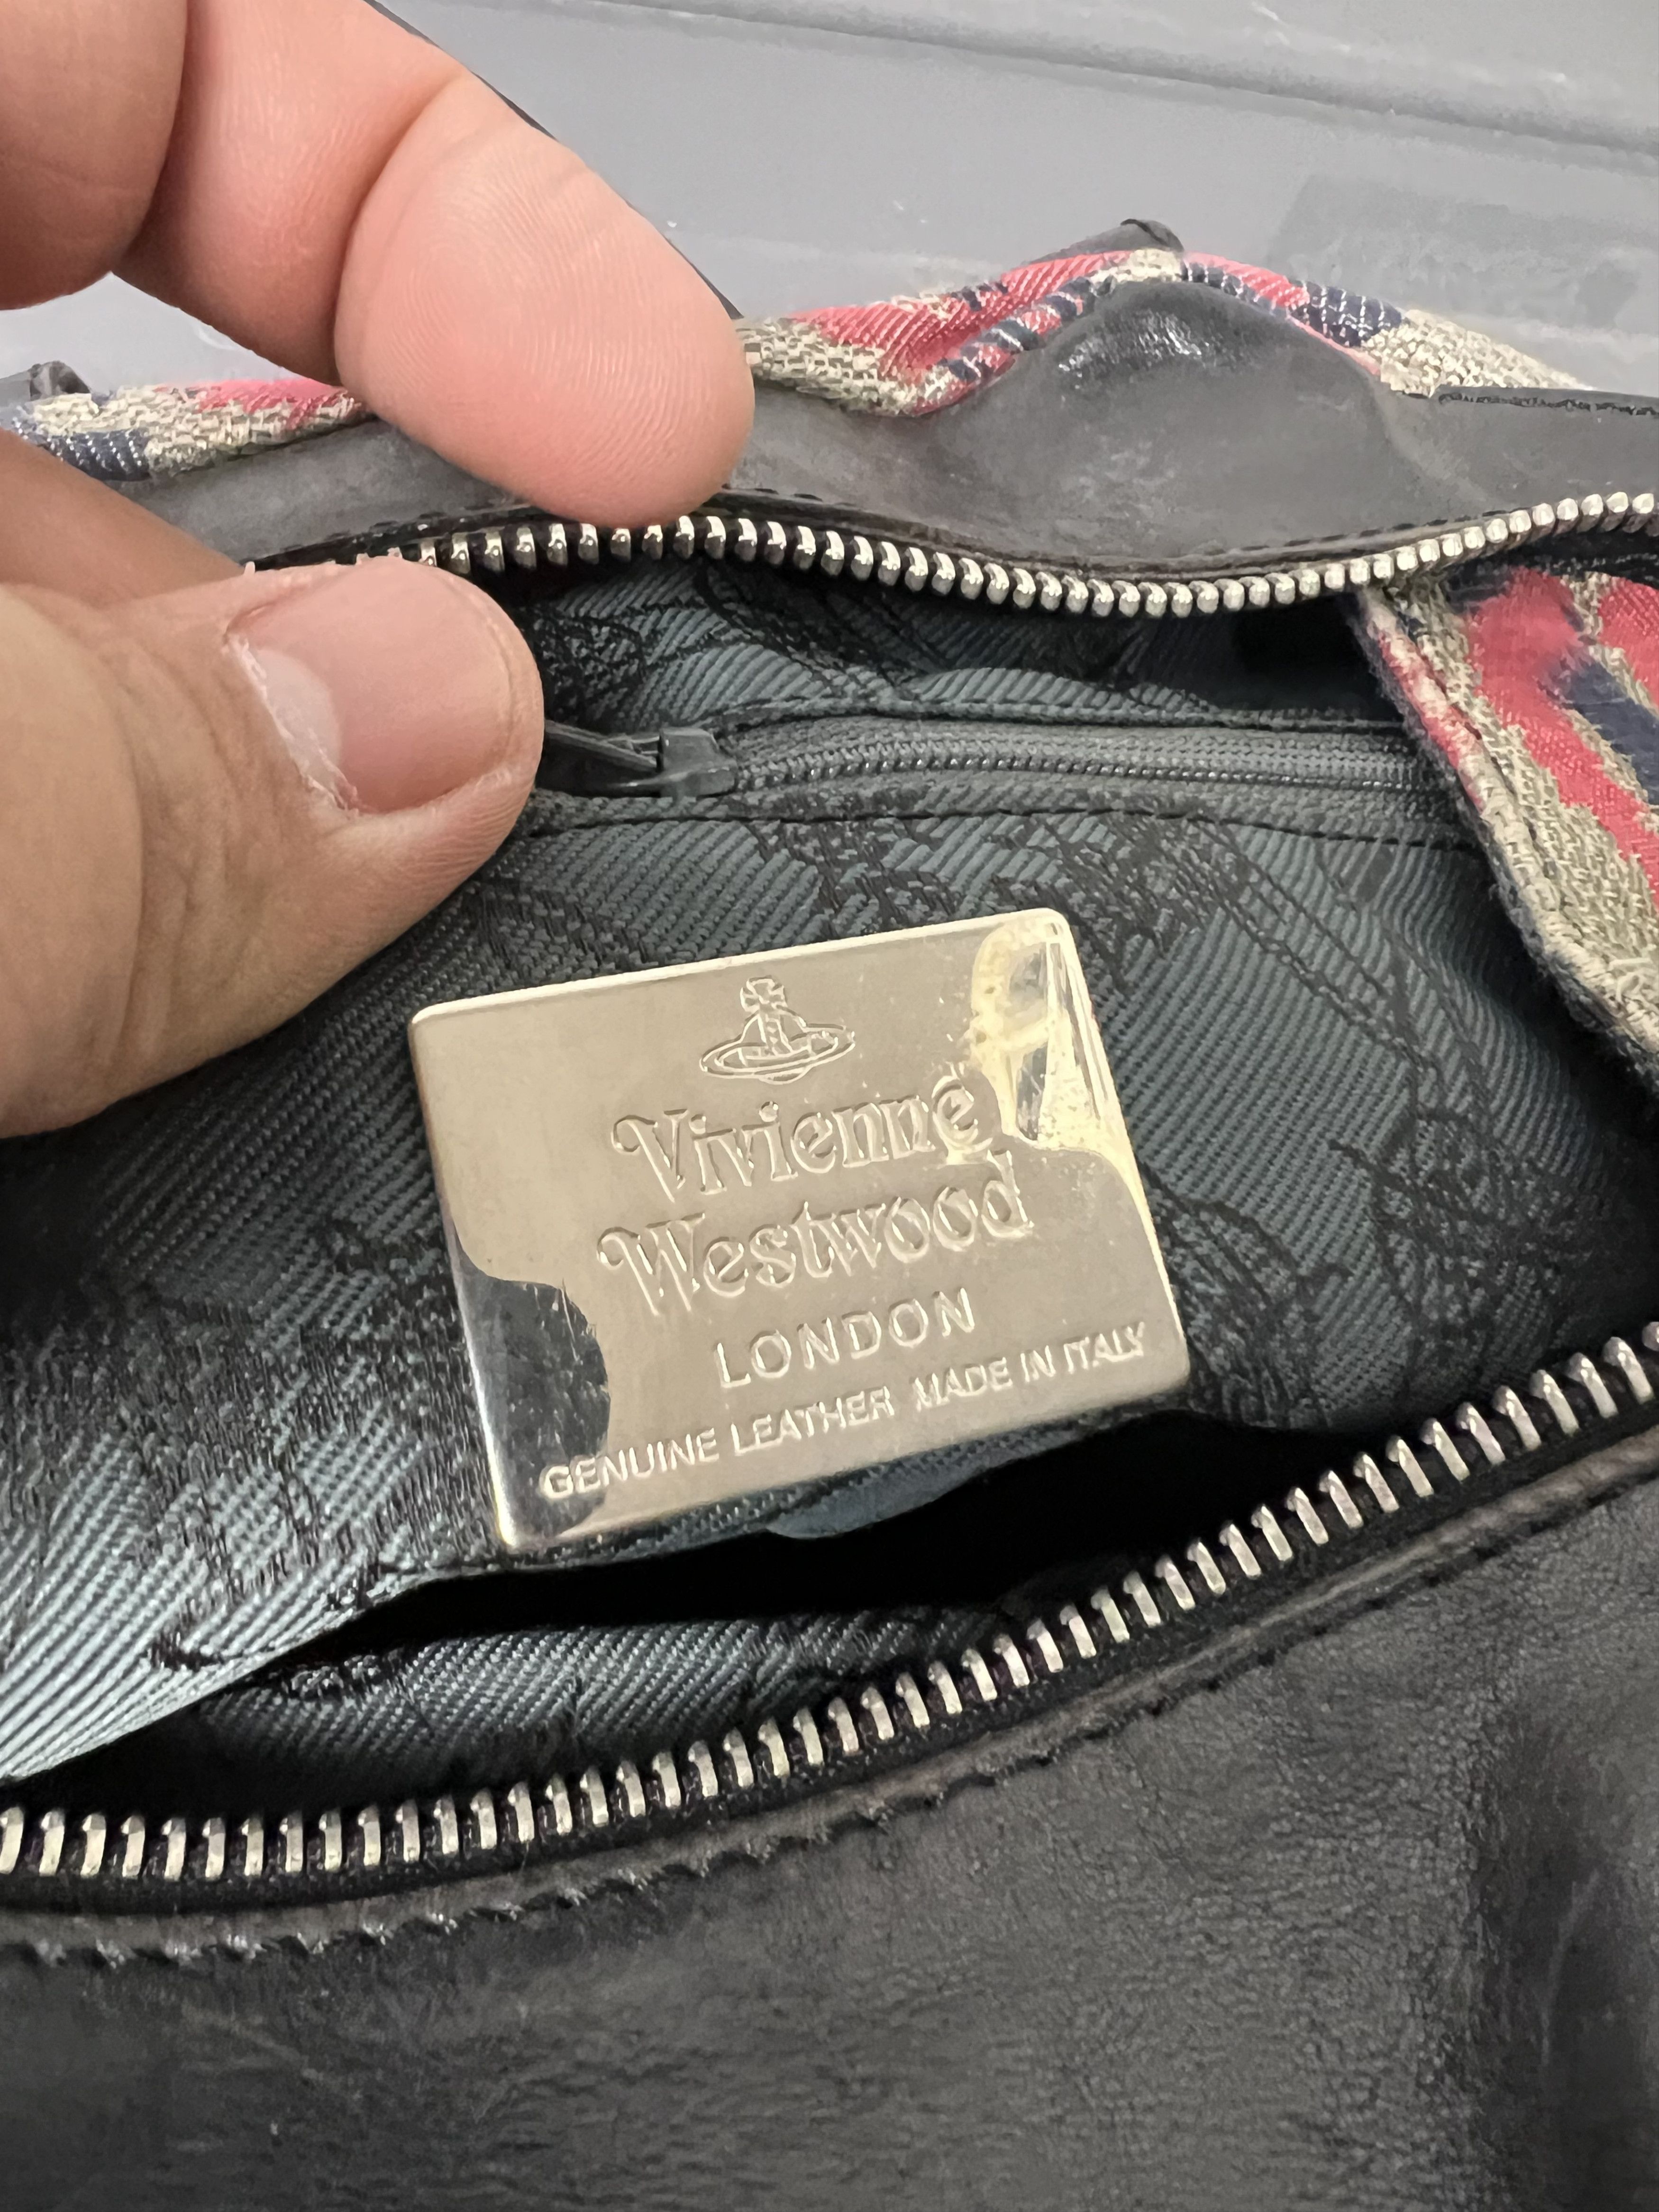 Vivienne
Westwood
LONDON
GENUINE LEATHER MADE IN ITALY